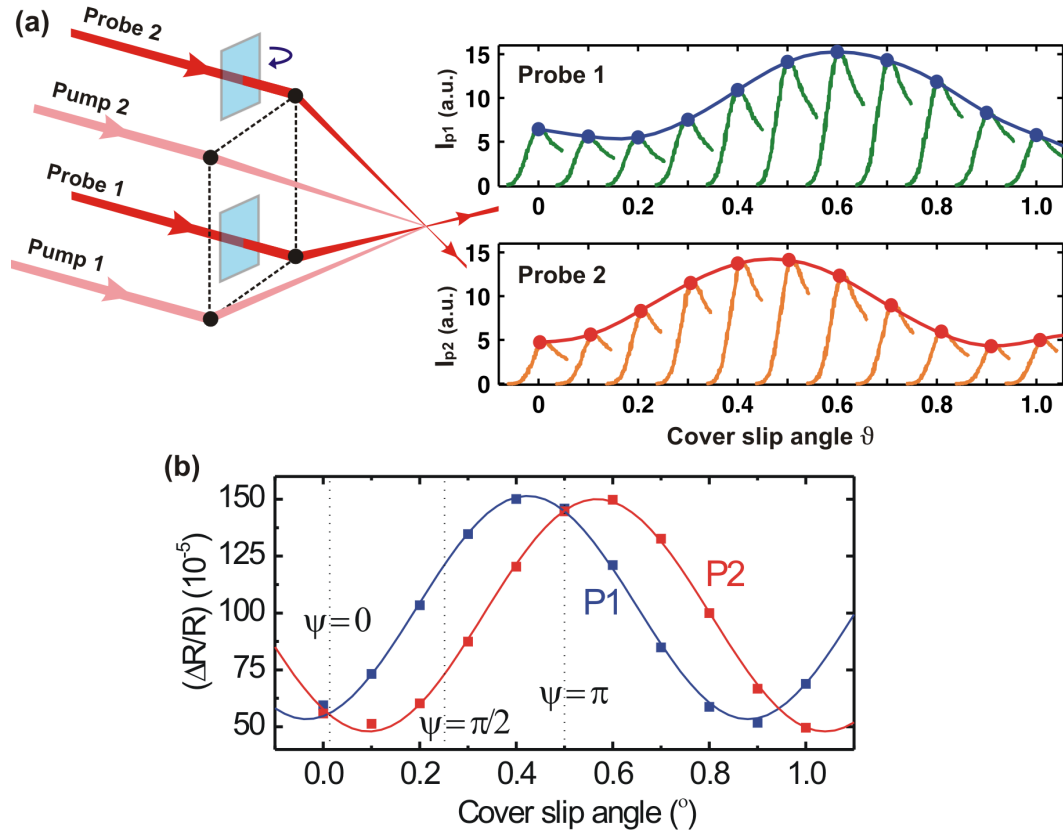 (a)
Probe 2
Pump 2
Probe 1
Pump 1
Probe 1
I_p1 (a.u.)
15
10
5
0
0 0.2 0.4 0.6 0.8 1.0
Probe 2
I_p2 (a.u.)
15
10
5
0
0 0.2 0.4 0.6 0.8 1.0
Cover slip angle ϑ
(b)
(ΔR/R) (10⁻⁵)
150
125
100
75
50
ψ=0
ψ=π/2
ψ=π
P1
P2
0.0 0.2 0.4 0.6 0.8 1.0
Cover slip angle (°)